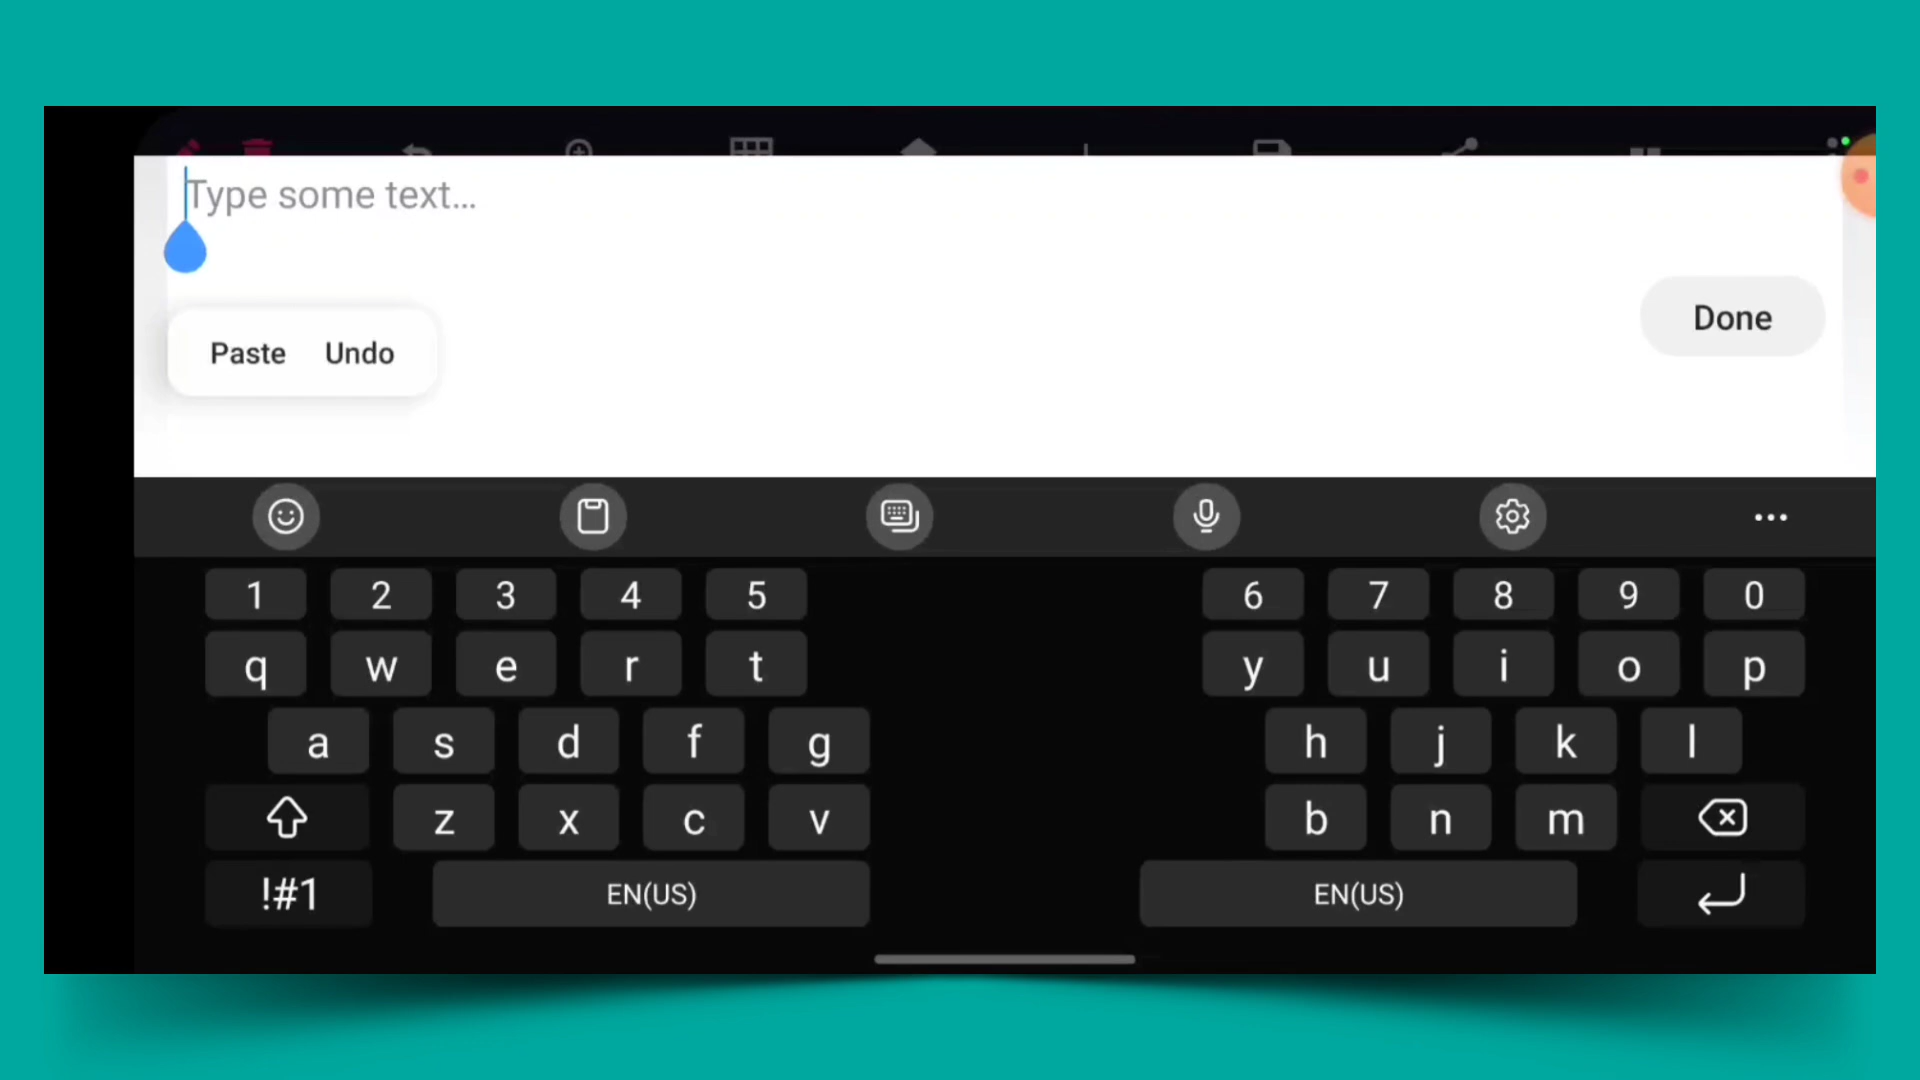 Type some text...
Done
Paste Undo
1 2 3 4 5 6 7 8 9 0
q w e r t y u i o p
a s d f g h j k l
z x c v b n m
!#1 EN(US) EN(US)